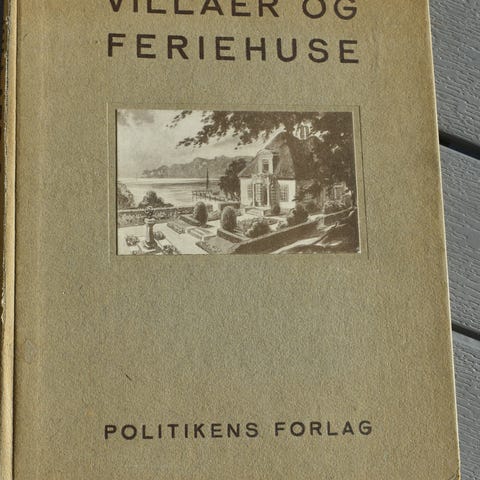 VILLAER OG
FERIEHUSE
POLITIKENS FORLAG